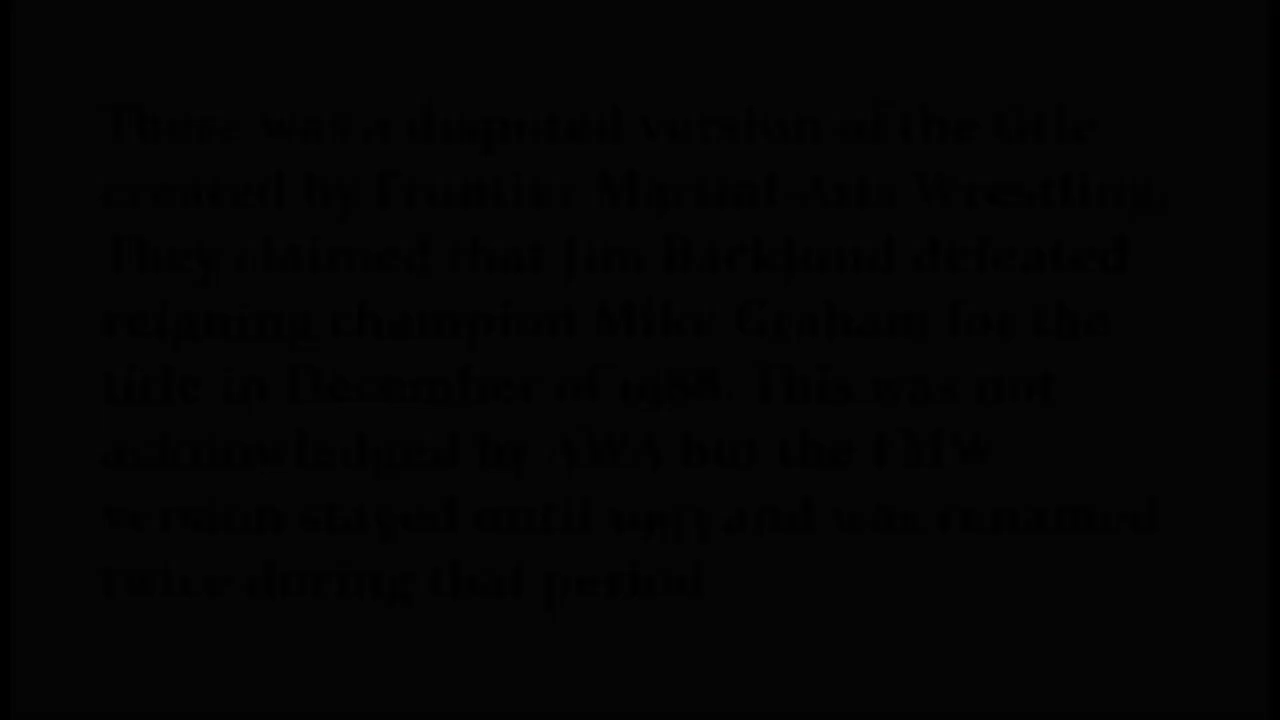 There was a disputed version of the title
created by Frontier Martial-Arts Wrestling.
They claimed that Jim Backlund defeated
reigning champion Mike Graham for the
title in December of 1988. This was not
acknowledged by AWA but the FMW
version stayed until and was renamed
twice during that period